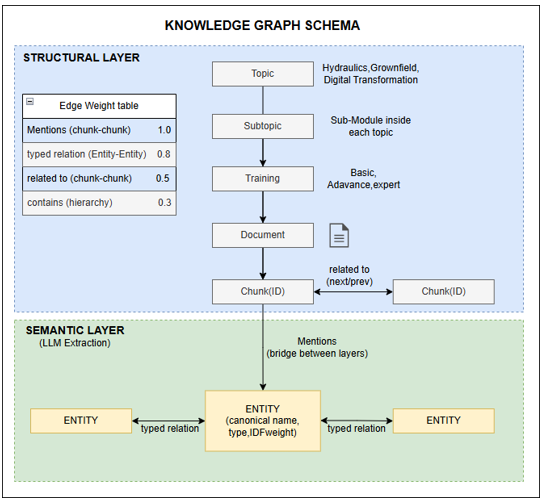 KNOWLEDGE GRAPH SCHEMA
STRUCTURAL LAYER
Topic
Hydraulics,Grownfield,
Digital Transformation
Edge Weight table
Mentions (chunk-chunk) 1.0
typed relation (Entity-Entity) 0.8
related to (chunk-chunk) 0.5
contains (hierarchy) 0.3
Subtopic
Sub-Module inside
each topic
Training
Basic,
Adavance,expert
Document
Chunk(ID)
related to
(next/prev)
Chunk(ID)
SEMANTIC LAYER
(LLM Extraction)
Mentions
(bridge between layers)
ENTITY
typed relation
ENTITY
(canonical name,
type,IDFweight)
typed relation
ENTITY